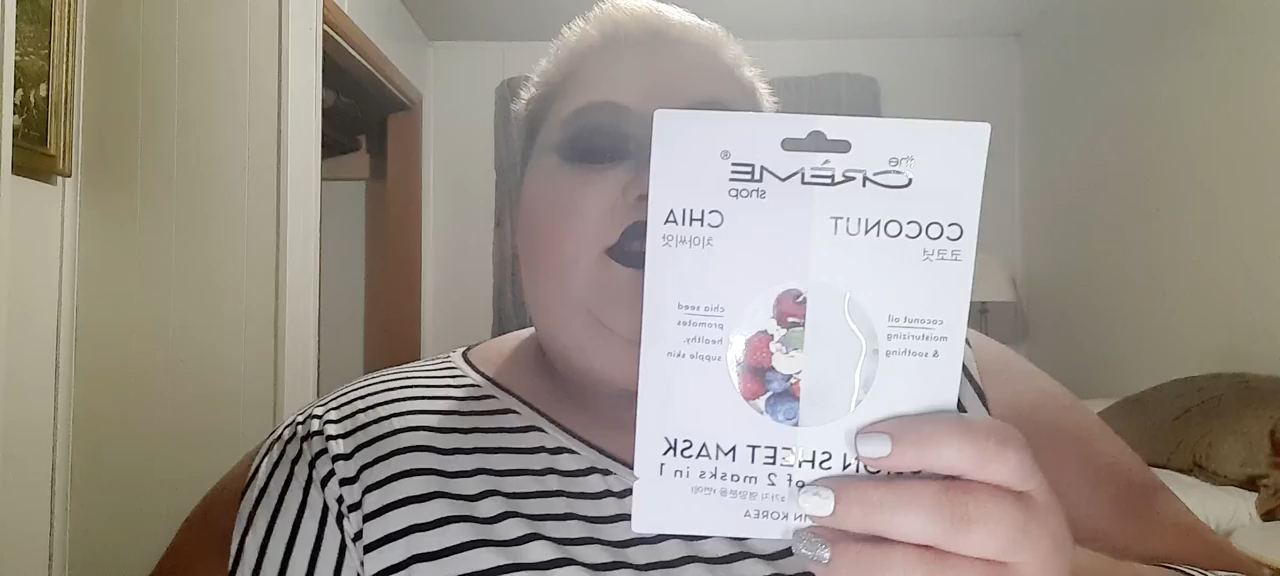 the
CRÈME®
shop
COCONUT
코코넛
CHIA
치아씨앗
coconut oil
moisturizing
& soothing
chia seed
promotes
healthy,
supple skin
SHEET MASK
of 2 masks in 1
IN KOREA